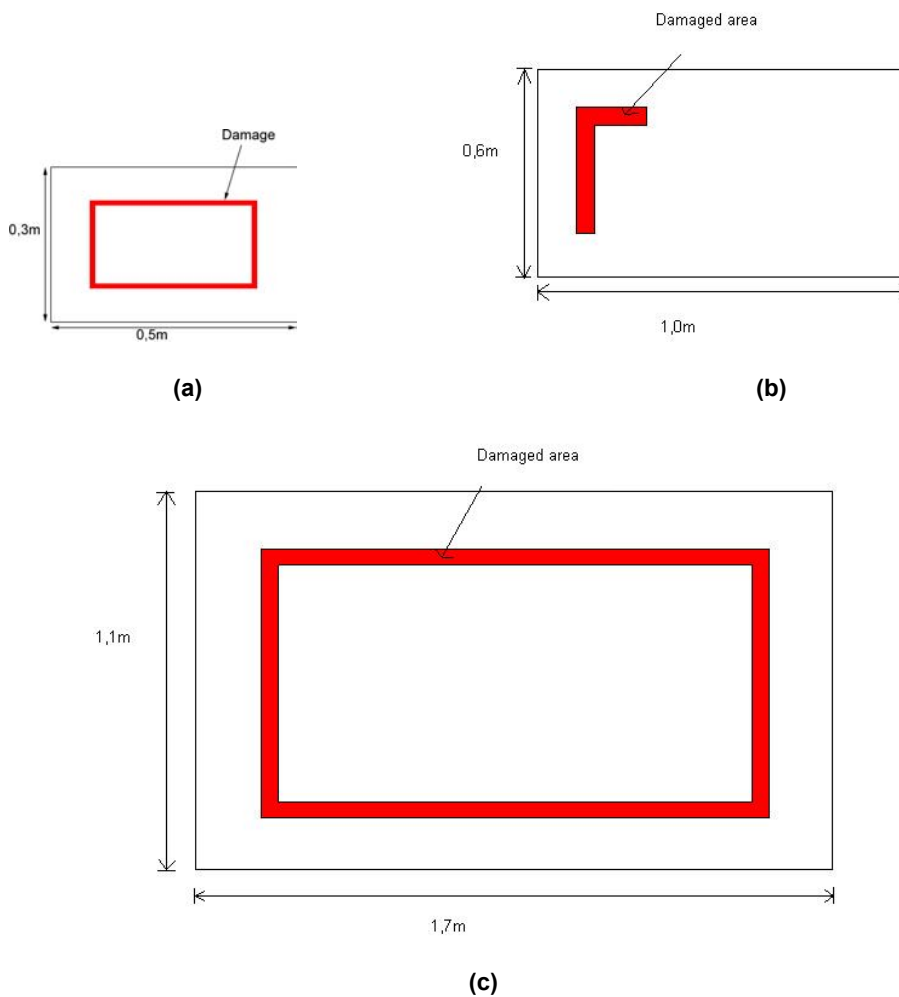 Damage
0,3m
0,5m
(a)
Damaged area
0,6m
1,0m
(b)
Damaged area
1,1m
1,7m
(c)